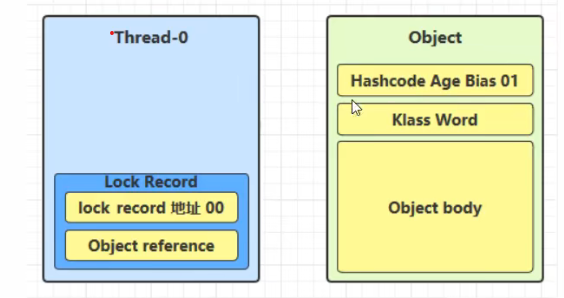 Thread-0
Lock Record
lock record 地址 00
Object reference
Object
Hashcode Age Bias 01
Klass Word
Object body